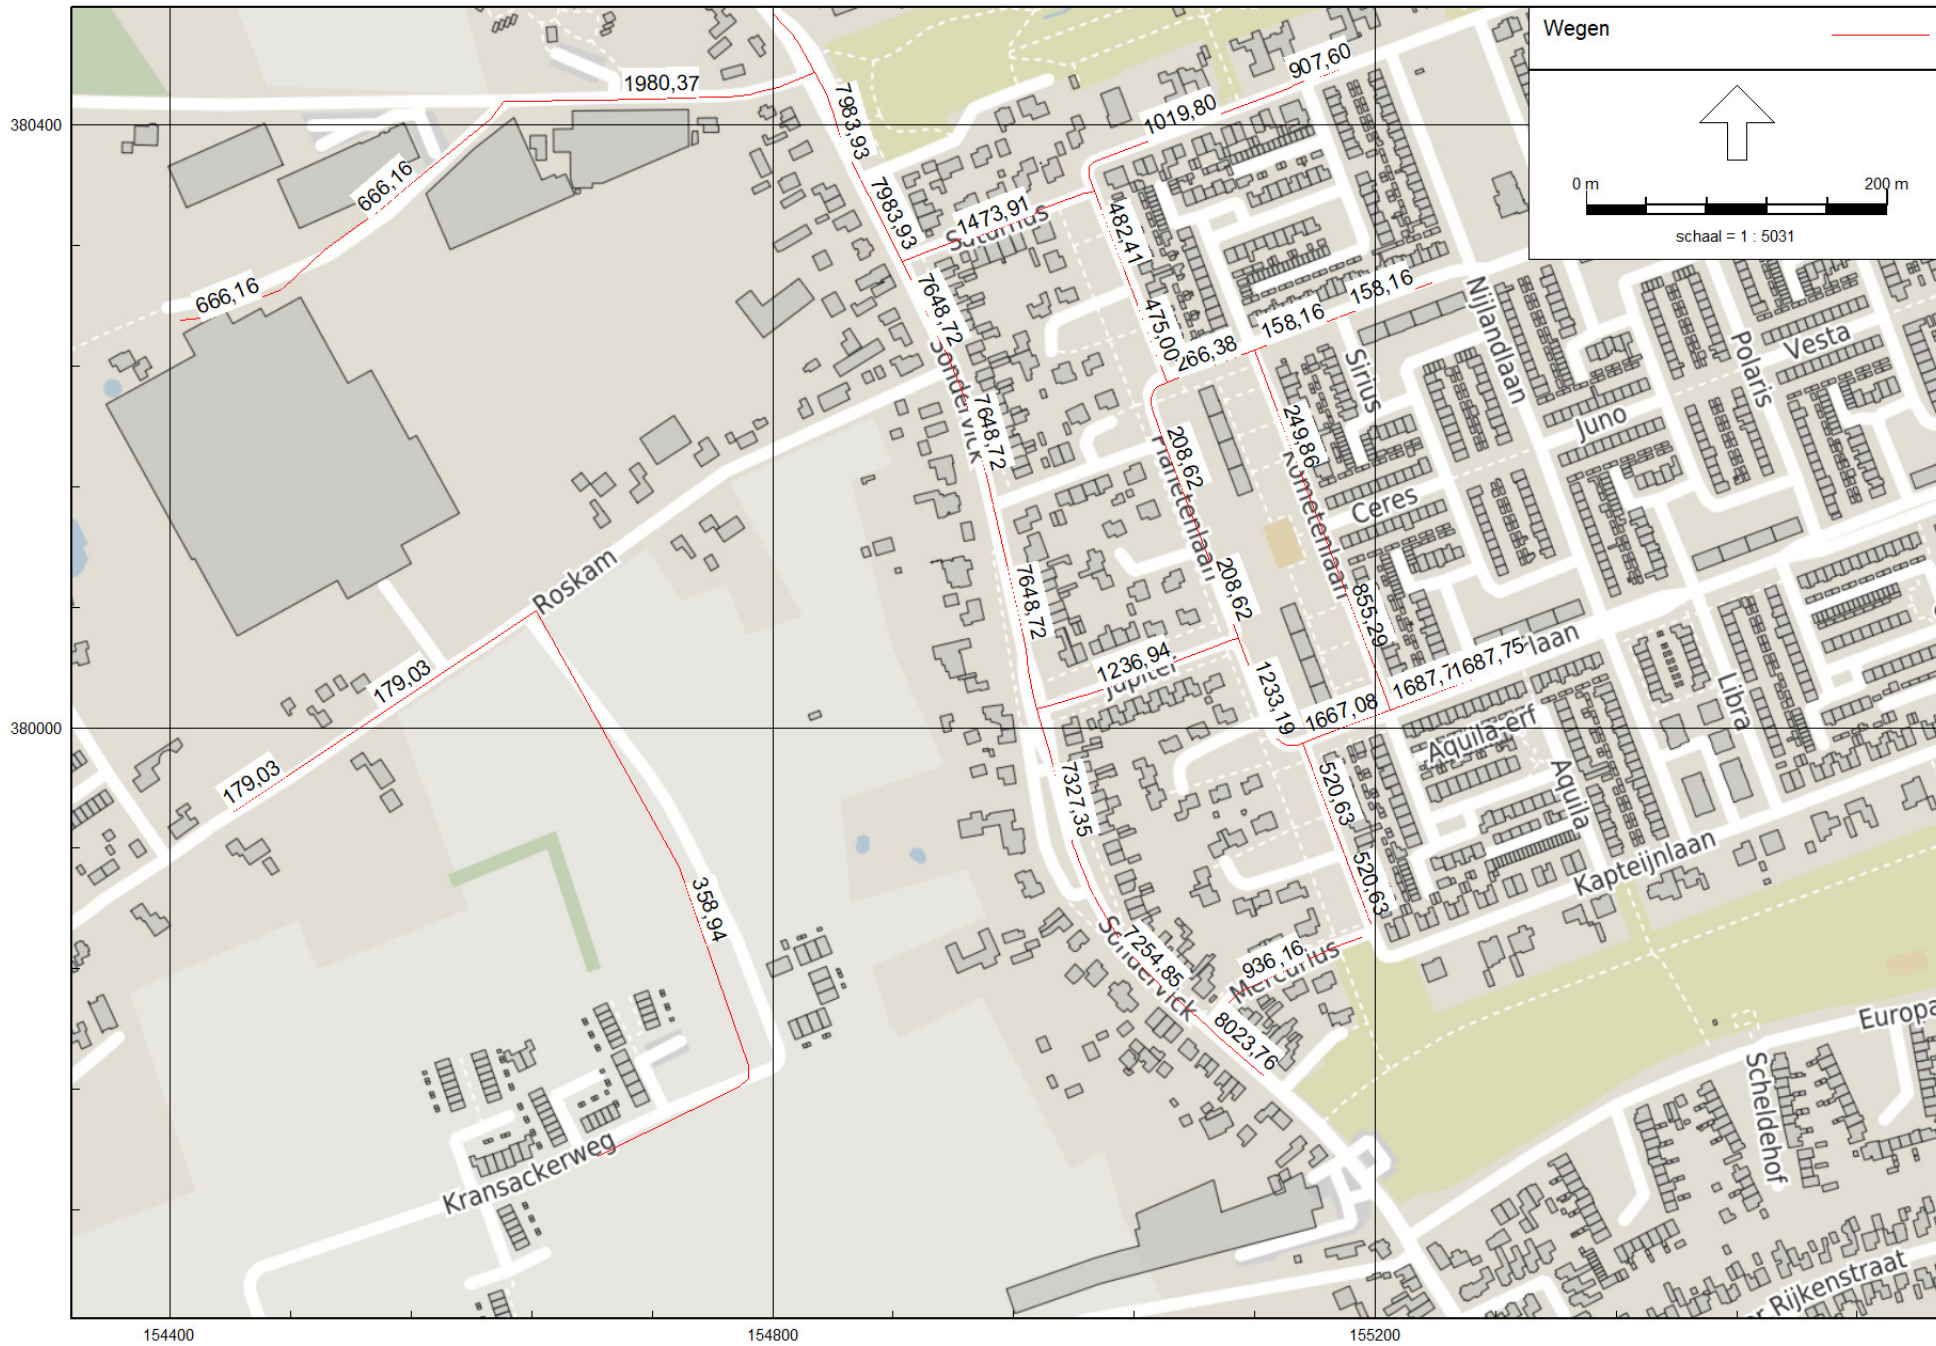 Wegen
0 m
200 m
schaal = 1 : 5031
380400
380000
154400
154800
155200
1980,37
907,60
7983,93
1019,80
666,16
7983,93
1473,91
Saturnus
482,41
666,16
7648,72
158,16
158,16
Sondervick
475,00
266,38
Nijlandlaan
Sirius
Polaris
Vesta
Juno
7648,72
208,62
Planetenlaan
249,86
Kometenlaan
Ceres
Roskam
7648,72
208,62
855,29
179,03
1236,94
Jupiter
1233,19
1687,7
1687,75
laan
1667,08
Libra
Aquila-erf
Aquila
179,03
7327,35
520,63
Kapteijnlaan
358,94
520,63
Sondervick
7254,85
936,16
Mercurius
8023,76
Europa
Scheldehof
Kransackerweg
er Rijkenstraat